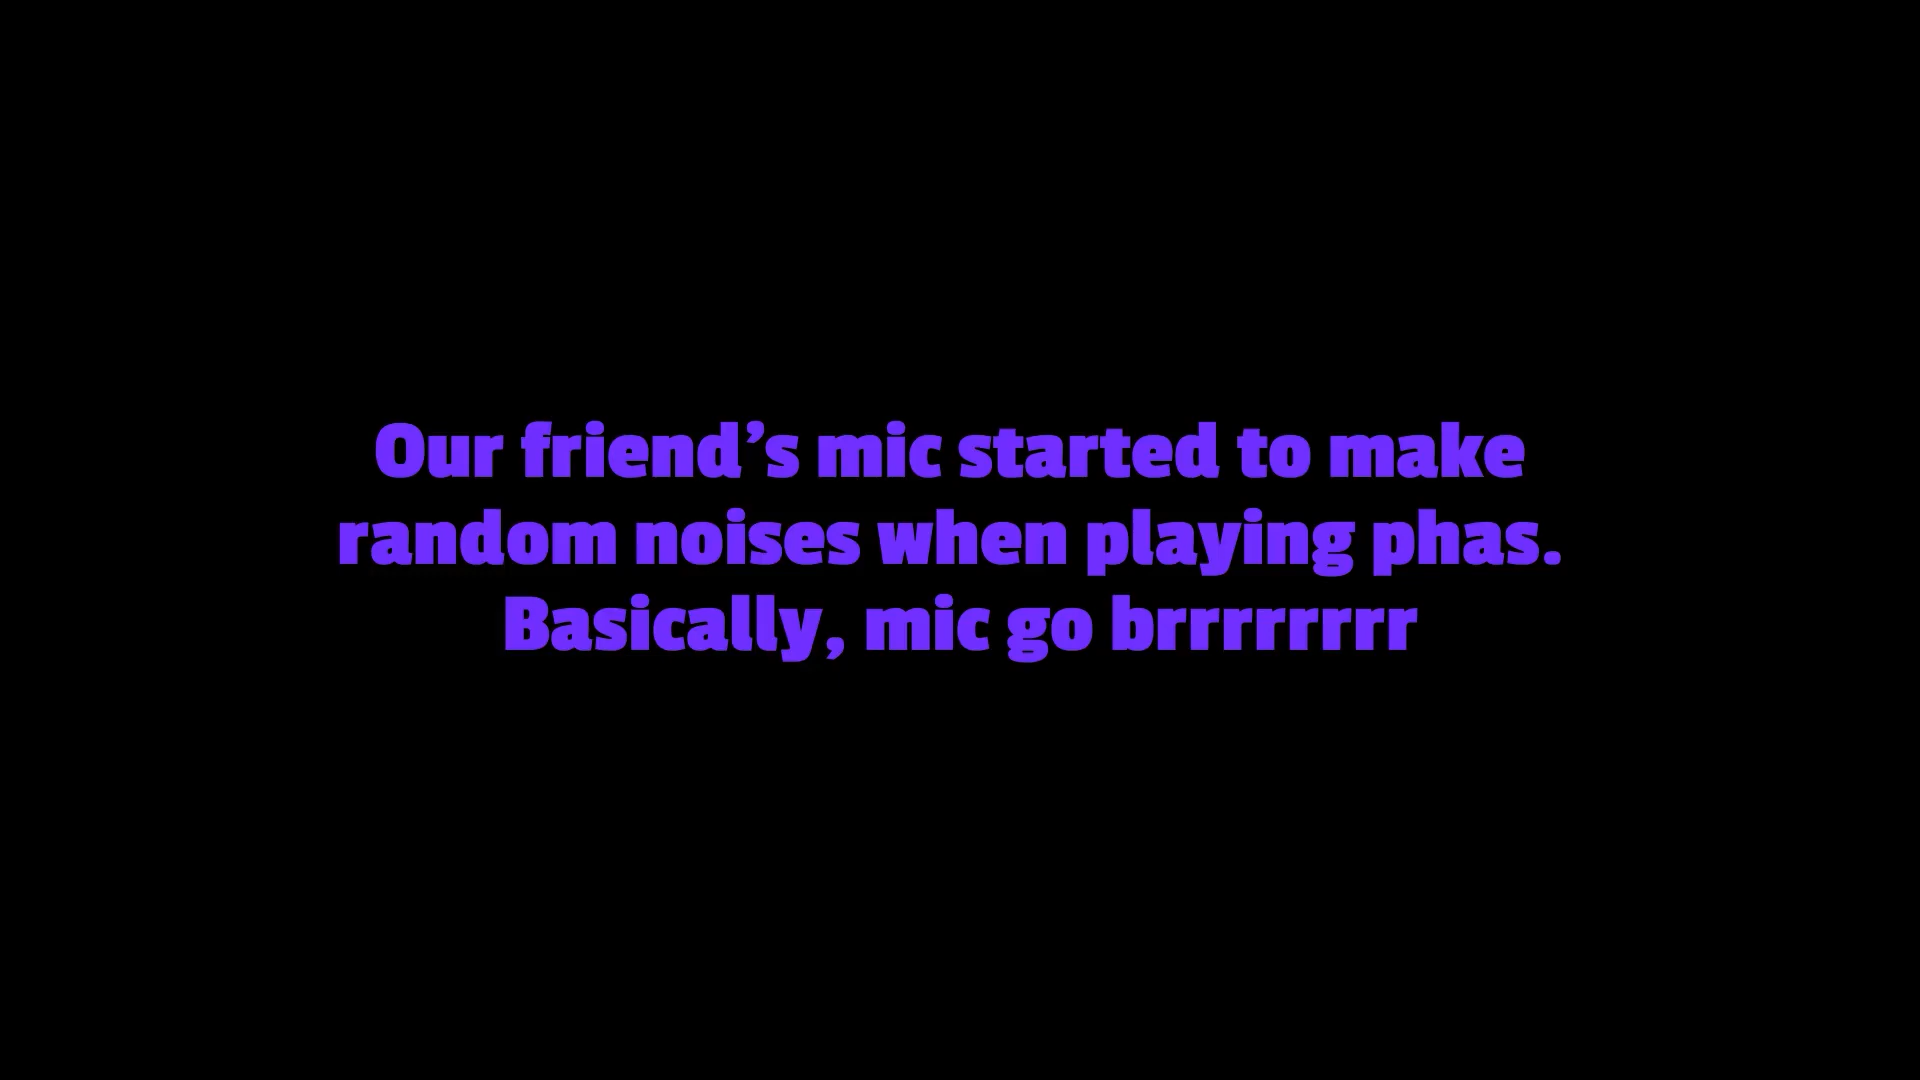 Our friend’s mic started to make
random noises when playing phas.
Basically, mic go brrrrrrrr